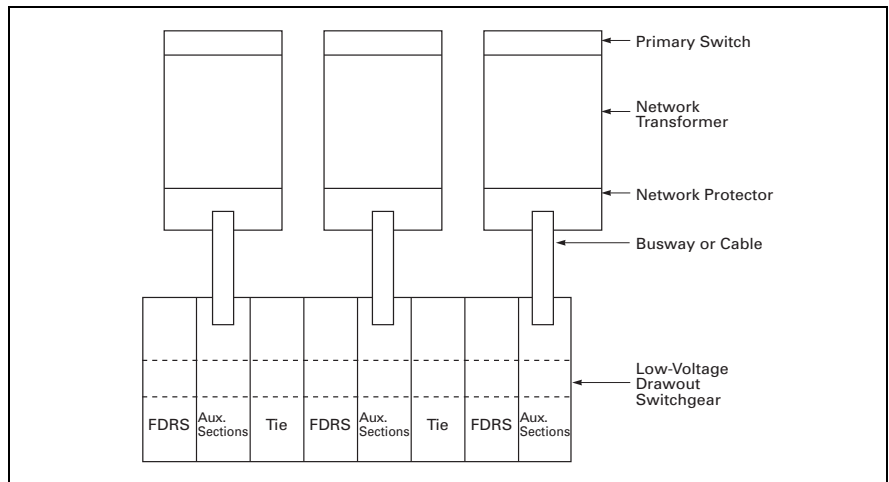 Primary Switch
Network
Transformer
Network Protector
Busway or Cable
Low-Voltage
Drawout
Switchgear
FDRS
Aux.
Sections
Tie
FDRS
Aux.
Sections
Tie
FDRS
Aux.
Sections